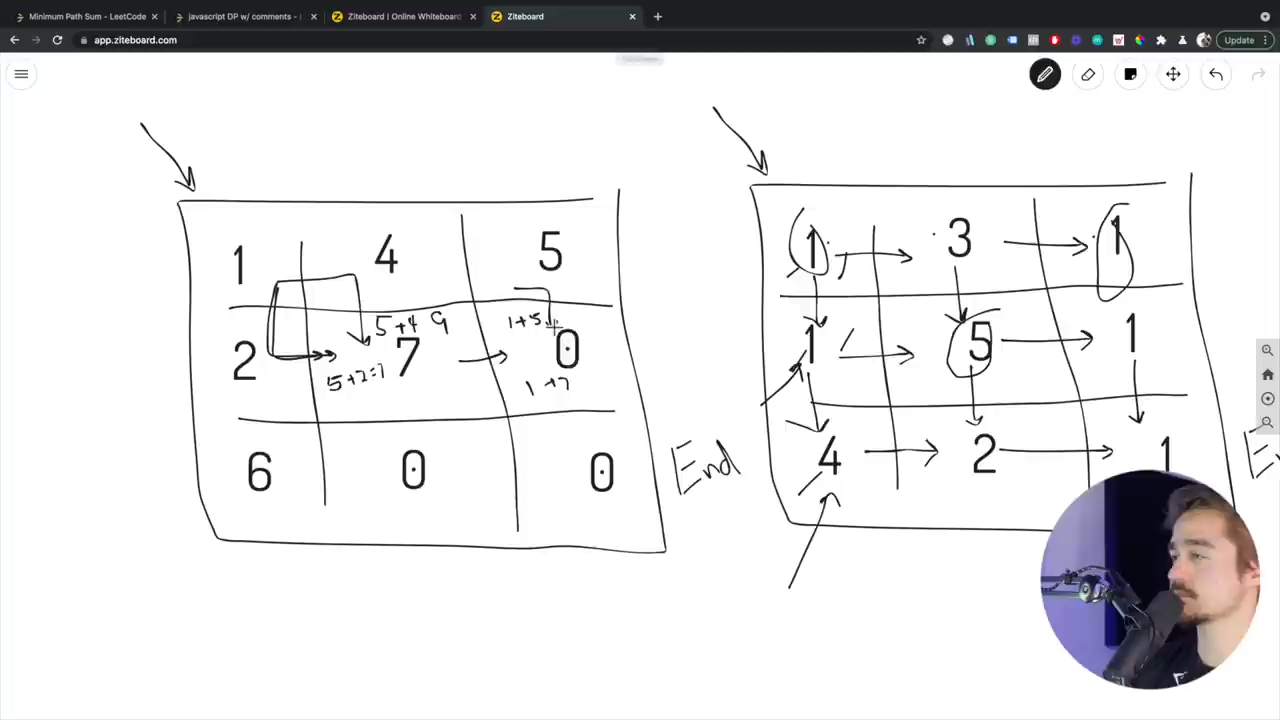 Minimum Path Sum - LeetCode
javascript DP w/ comments -
Ziteboard | Online Whiteboard
Ziteboard
app.ziteboard.com
Update
1 4 5
5+4 9
1+5
2 7 0
5+2=7
1+7
6 0 0
End
1 3 1
1 5 1
4 2 1